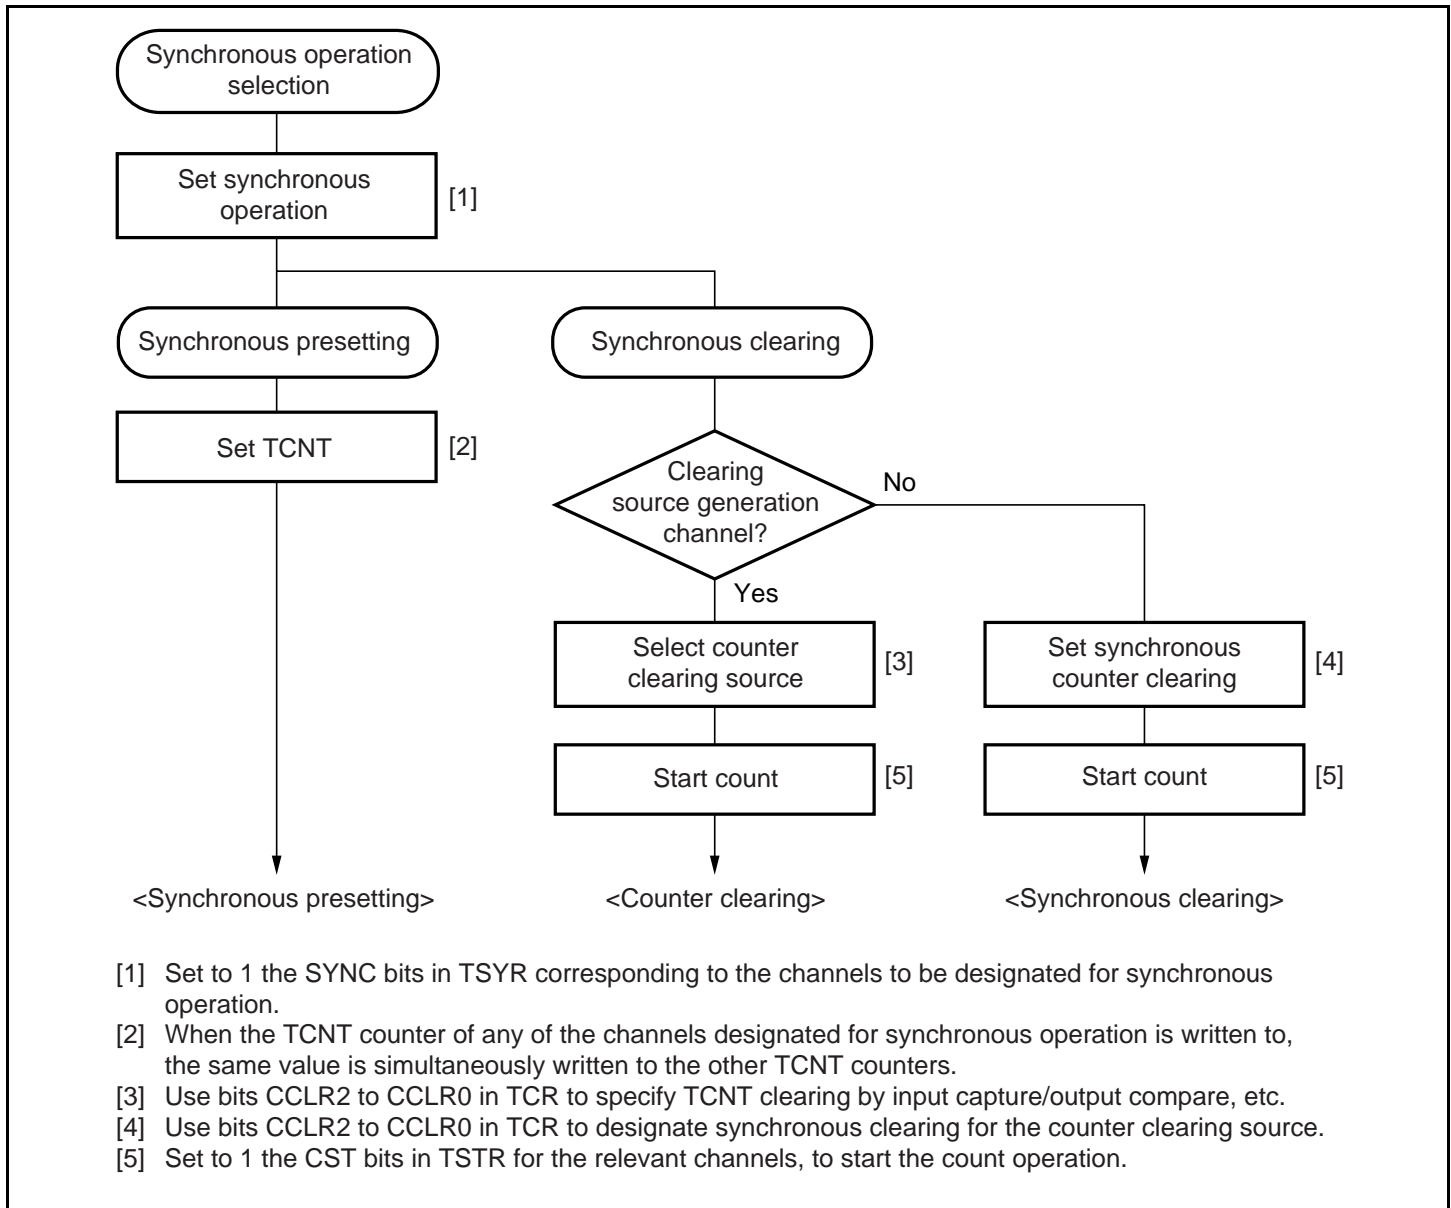 Synchronous operation
selection
Set synchronous
operation
[1]
Synchronous presetting
Synchronous clearing
Set TCNT
[2]
Clearing
source generation
channel?
No
Yes
Select counter
clearing source
[3]
Set synchronous
counter clearing
[4]
Start count
[5]
Start count
[5]
<Synchronous presetting>
<Counter clearing>
<Synchronous clearing>
[1] Set to 1 the SYNC bits in TSYR corresponding to the channels to be designated for synchronous
operation.
[2] When the TCNT counter of any of the channels designated for synchronous operation is written to,
the same value is simultaneously written to the other TCNT counters.
[3] Use bits CCLR2 to CCLR0 in TCR to specify TCNT clearing by input capture/output compare, etc.
[4] Use bits CCLR2 to CCLR0 in TCR to designate synchronous clearing for the counter clearing source.
[5] Set to 1 the CST bits in TSTR for the relevant channels, to start the count operation.